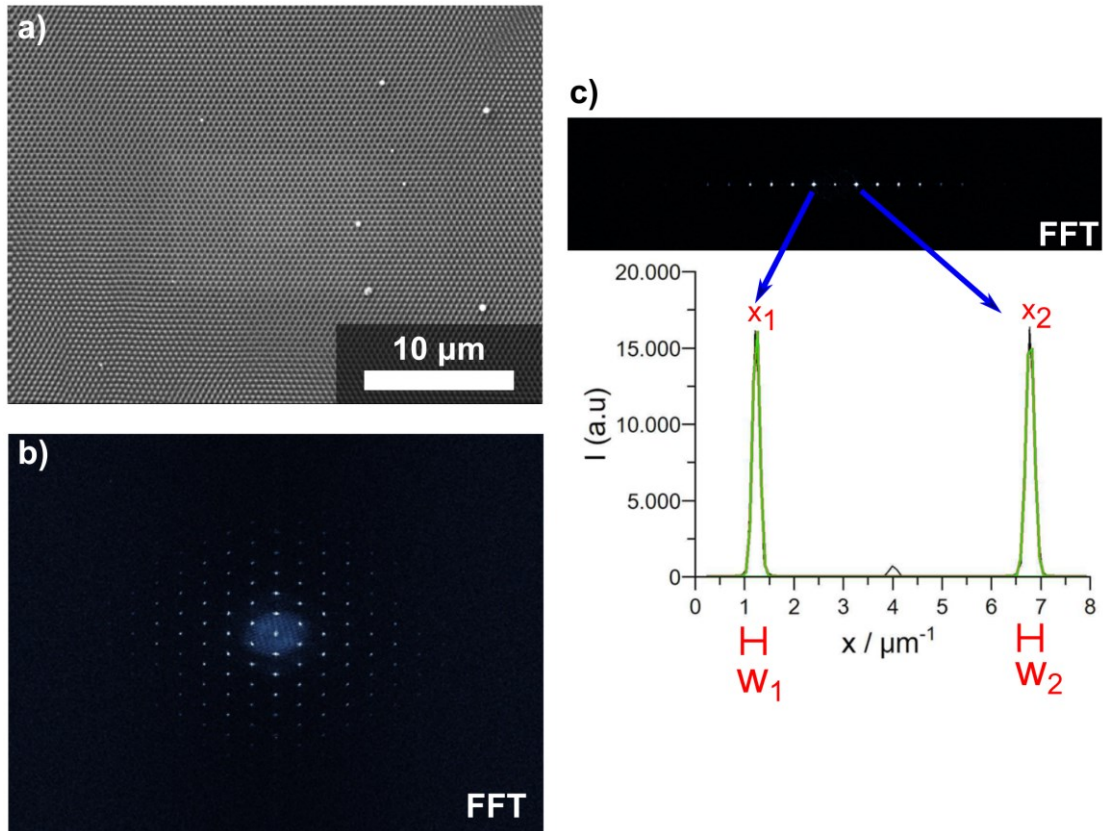 a)
10 µm
b)
FFT
c)
FFT
20.000
15.000
10.000
5.000
0
I (a.u)
x₁
x₂
0 1 2 3 4 5 6 7 8
x / µm⁻¹
w₁
w₂